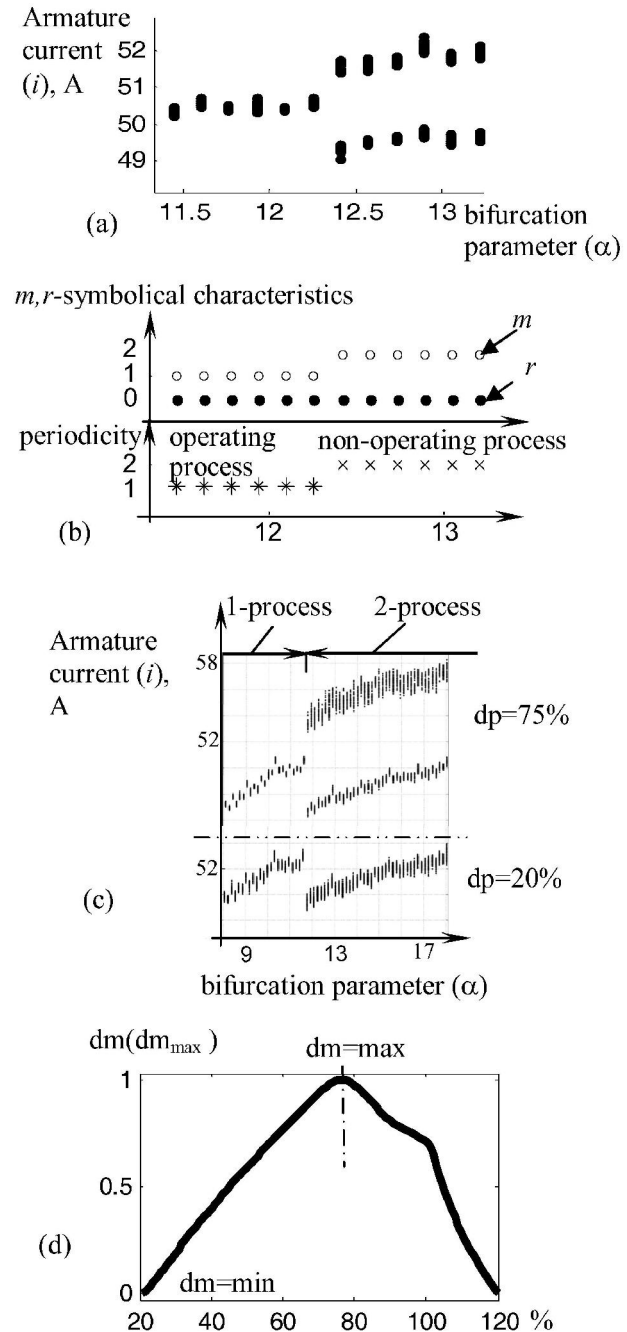 Armature
current
(i), A
52
51
50
49
11.5 12 12.5 13
bifurcation
parameter (α)
(a)
m,r-symbolical characteristics
2
1
0
m
r
periodicity
operating
process
non-operating process
2
1
12 13
(b)
1-process 2-process
Armature
current (i),
A
58
52
dp=75%
52
dp=20%
(c)
9 13 17
bifurcation parameter (α)
dm(dmmax )
dm=max
1
0.5
(d)
dm=min
0
20 40 60 80 100 120 %